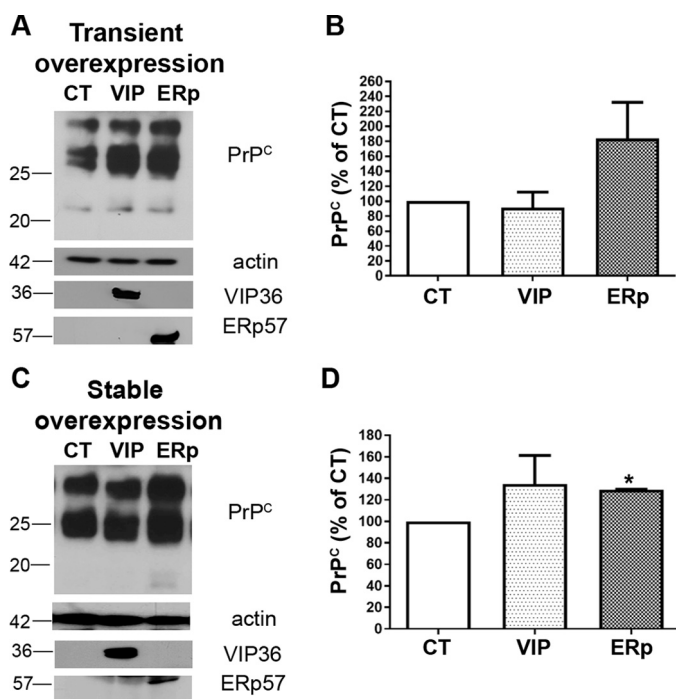 A
Transient
overexpression
CT VIP ERp
PrPC
25
20
42
actin
36
VIP36
57
ERp57
B
PrPC (% of CT)
260
240
220
200
180
160
140
120
100
80
60
40
20
0
CT VIP ERp
C
Stable
overexpression
CT VIP ERp
PrPC
25
20
42
actin
36
VIP36
57
ERp57
D
PrPC (% of CT)
180
160
140
120
100
80
60
40
20
0
*
CT VIP ERp